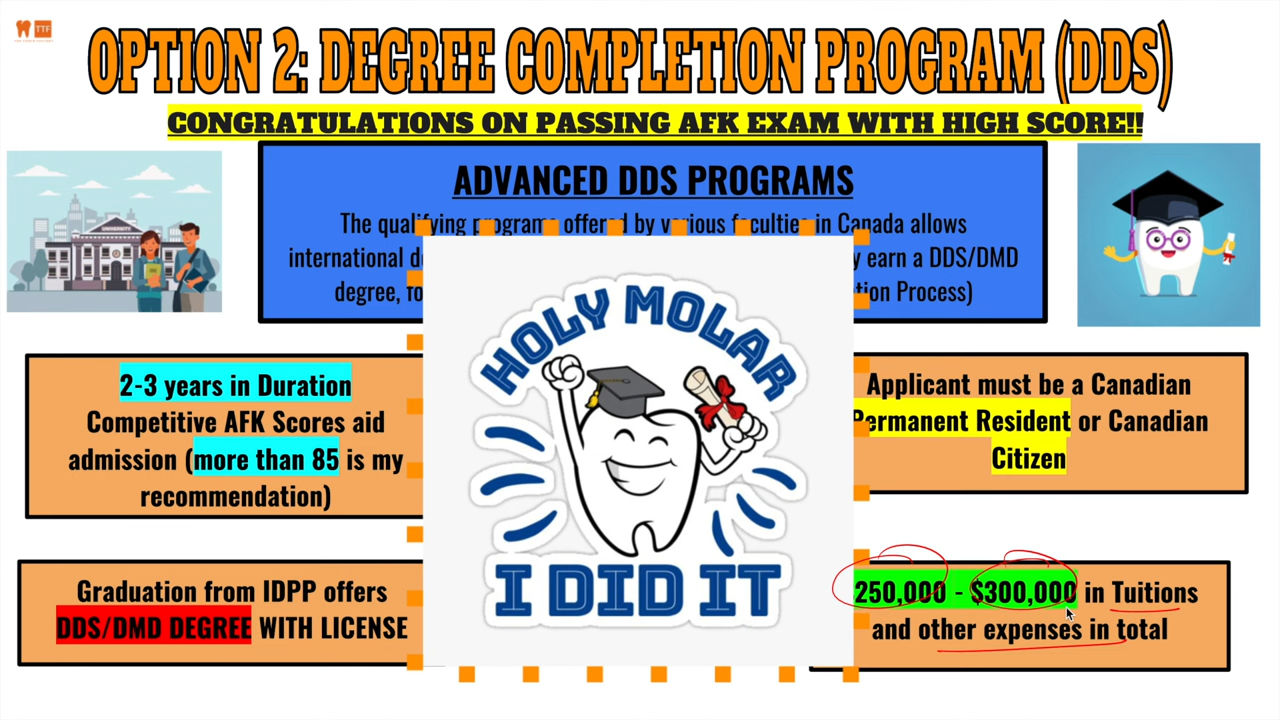 TTF
OPTION 2: DEGREE COMPLETION PROGRAM (DDS)
CONGRATULATIONS ON PASSING AFK EXAM WITH HIGH SCORE!!
UNIVERSITY
ADVANCED DDS PROGRAMS
The qualifying programs offered by various faculties in Canada allows
international y earn a DDS/DMD
degree, tion Process)
2-3 years in Duration
Competitive AFK Scores aid
admission (more than 85 is my
recommendation)
HOLY MOLAR
I DID IT
Applicant must be a Canadian
Permanent Resident or Canadian
Citizen
Graduation from IDPP offers
DDS/DMD DEGREE WITH LICENSE
250,000 - $300,000 in Tuitions
and other expenses in total